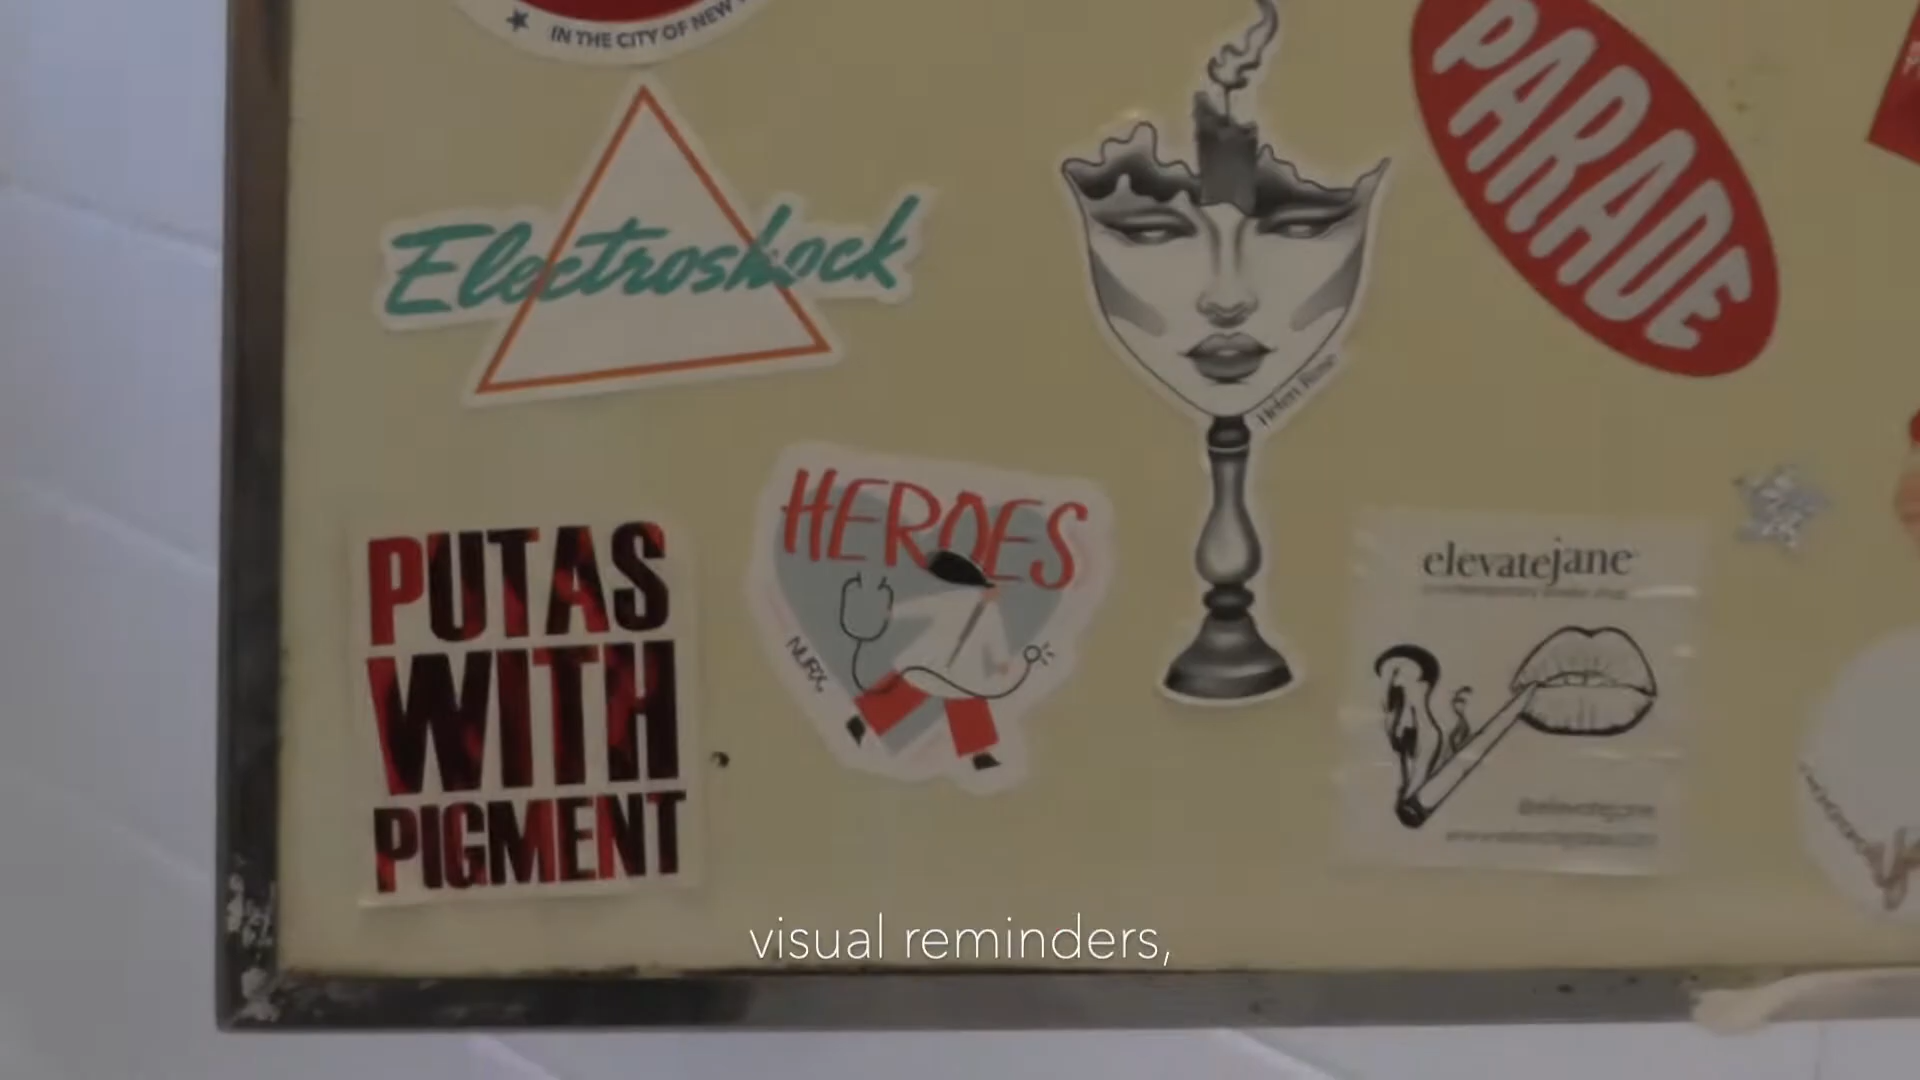 IN THE CITY OF NEW
PARADE
Electroshock
HEROES
NURX
PUTAS
WITH
PIGMENT
elevatejane
visual reminders,